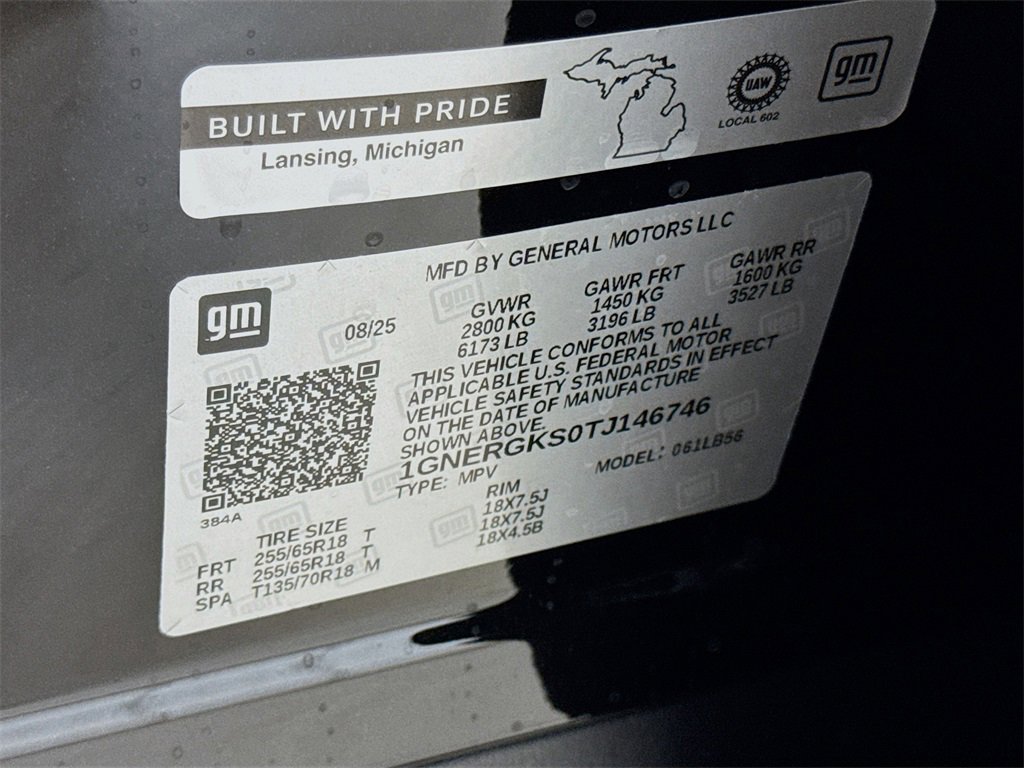 BUILT WITH PRIDE
Lansing, Michigan
UAW
LOCAL 602
gm
MFD BY GENERAL MOTORS LLC
gm
08/25
GVWR GAWR FRT GAWR RR
2800 KG 1450 KG 1600 KG
6173 LB 3196 LB 3527 LB
THIS VEHICLE CONFORMS TO ALL
APPLICABLE U.S. FEDERAL MOTOR
VEHICLE SAFETY STANDARDS IN EFFECT
ON THE DATE OF MANUFACTURE
SHOWN ABOVE.
1GNERGKS0TJ146746
TYPE: MPV MODEL: 061LB56
384A
TIRE SIZE RIM
FRT 255/65R18 T 18X7.5J
RR 255/65R18 T 18X7.5J
SPA T135/70R18 M 18X4.5B